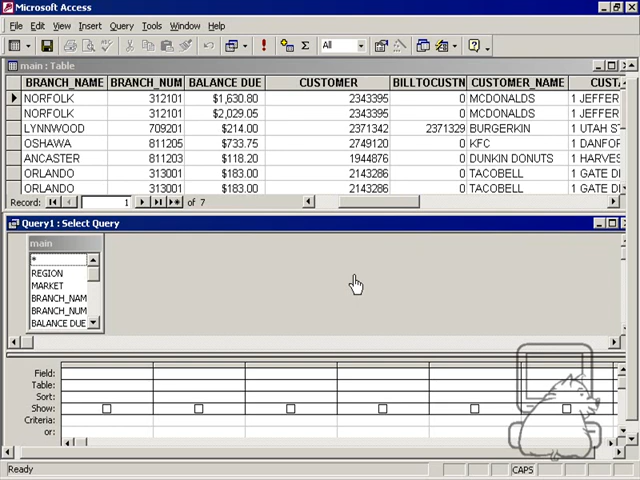 Microsoft Access
File Edit View Insert Query Tools Window Help
All
main : Table
BRANCH_NAME BRANCH_NUM BALANCE DUE CUSTOMER BILLTOCUSTN CUSTOMER_NAME CUSTA
NORFOLK 312101 $1,630.80 2343395 0 MCDONALDS 1 JEFFER
NORFOLK 312101 $2,029.05 2343395 0 MCDONALDS 1 JEFFER
LYNNWOOD 709201 $214.00 2371342 2371329 BURGERKIN 1 UTAH ST
OSHAWA 811205 $733.75 2749120 0 KFC 1 DANFOR
ANCASTER 811203 $118.20 1944876 0 DUNKIN DONUTS 1 HARVES
ORLANDO 313001 $183.00 2143286 0 TACOBELL 1 GATE DI
ORLANDO 313001 $183.00 2143286 0 TACOBELL 1 GATE DI
Record: 1 of 7
Query1 : Select Query
main
*
REGION
MARKET
BRANCH_NAM
BRANCH_NUM
BALANCE DUE
Field:
Table:
Sort:
Show:
Criteria:
or:
Ready CAPS